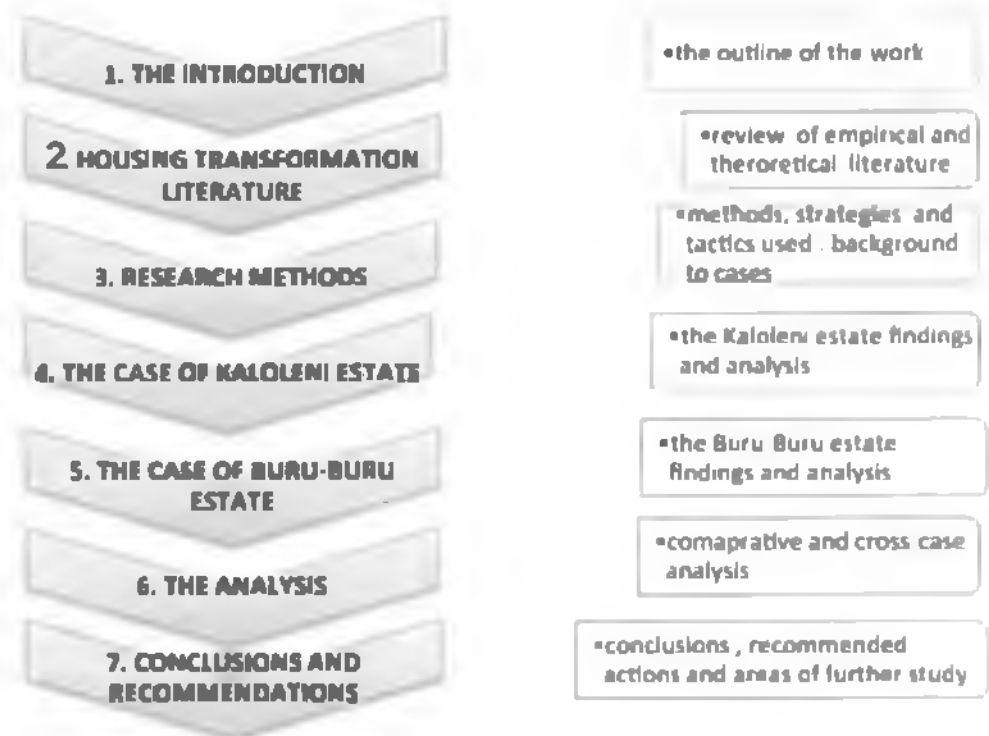 1. THE INTRODUCTION
•the outline of the work
2 HOUSING TRANSFORMATION
LITERATURE
•review of empirical and
theroretical literature
3. RESEARCH METHODS
•methods, strategies and
tactics used . background
to cases
4. THE CASE OF KALOLENI ESTATE
•the Kaloleni estate findings
and analysis
5. THE CASE OF BURU-BURU
ESTATE
•the Buru Buru estate
findings and analysis
6. THE ANALYSIS
•comaprative and cross case
analysis
7. CONCLUSIONS AND
RECOMMENDATIONS
•conclusions , recommended
actions and areas of further study